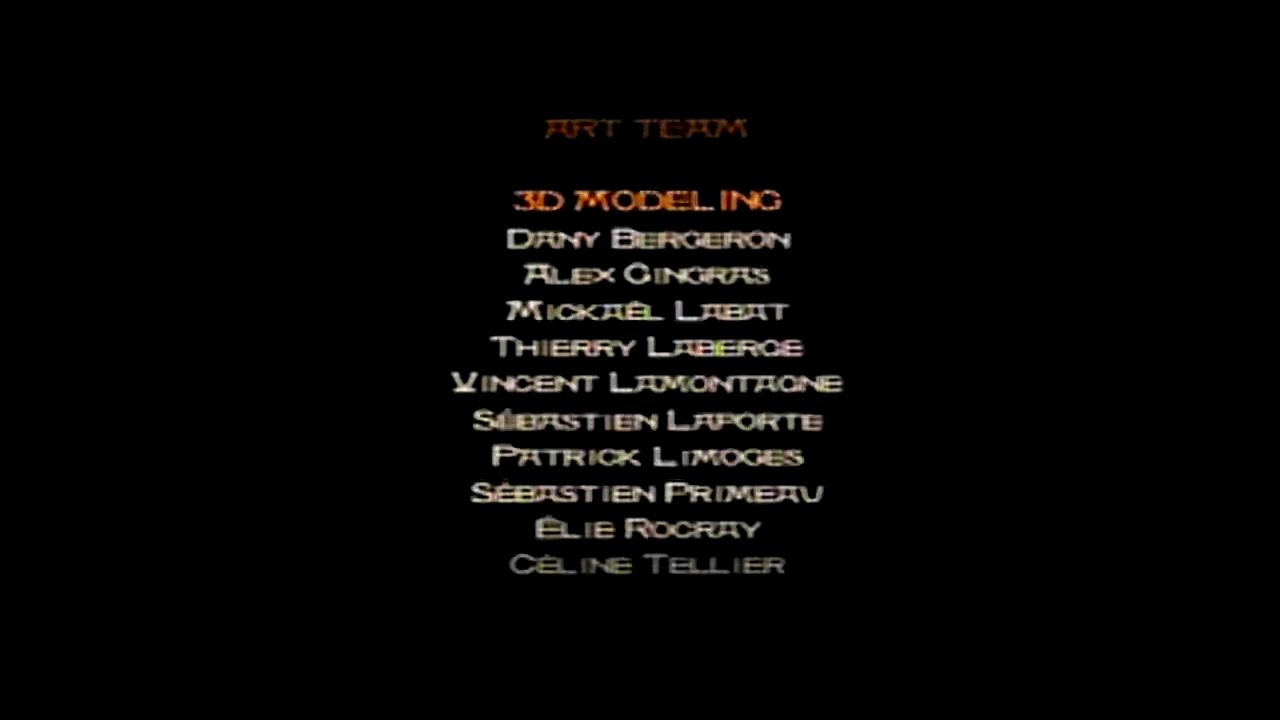 ART TEAM
3D MODELING
DANY BERGERON
ALEX GINGRAS
MICKAËL LABAT
THIERRY LABERGE
VINCENT LAMONTAGNE
SÉBASTIEN LAPORTE
PATRICK LIMOGES
SÉBASTIEN PRIMEAU
ÉLIE ROCRAY
CÉLINE TELLIER